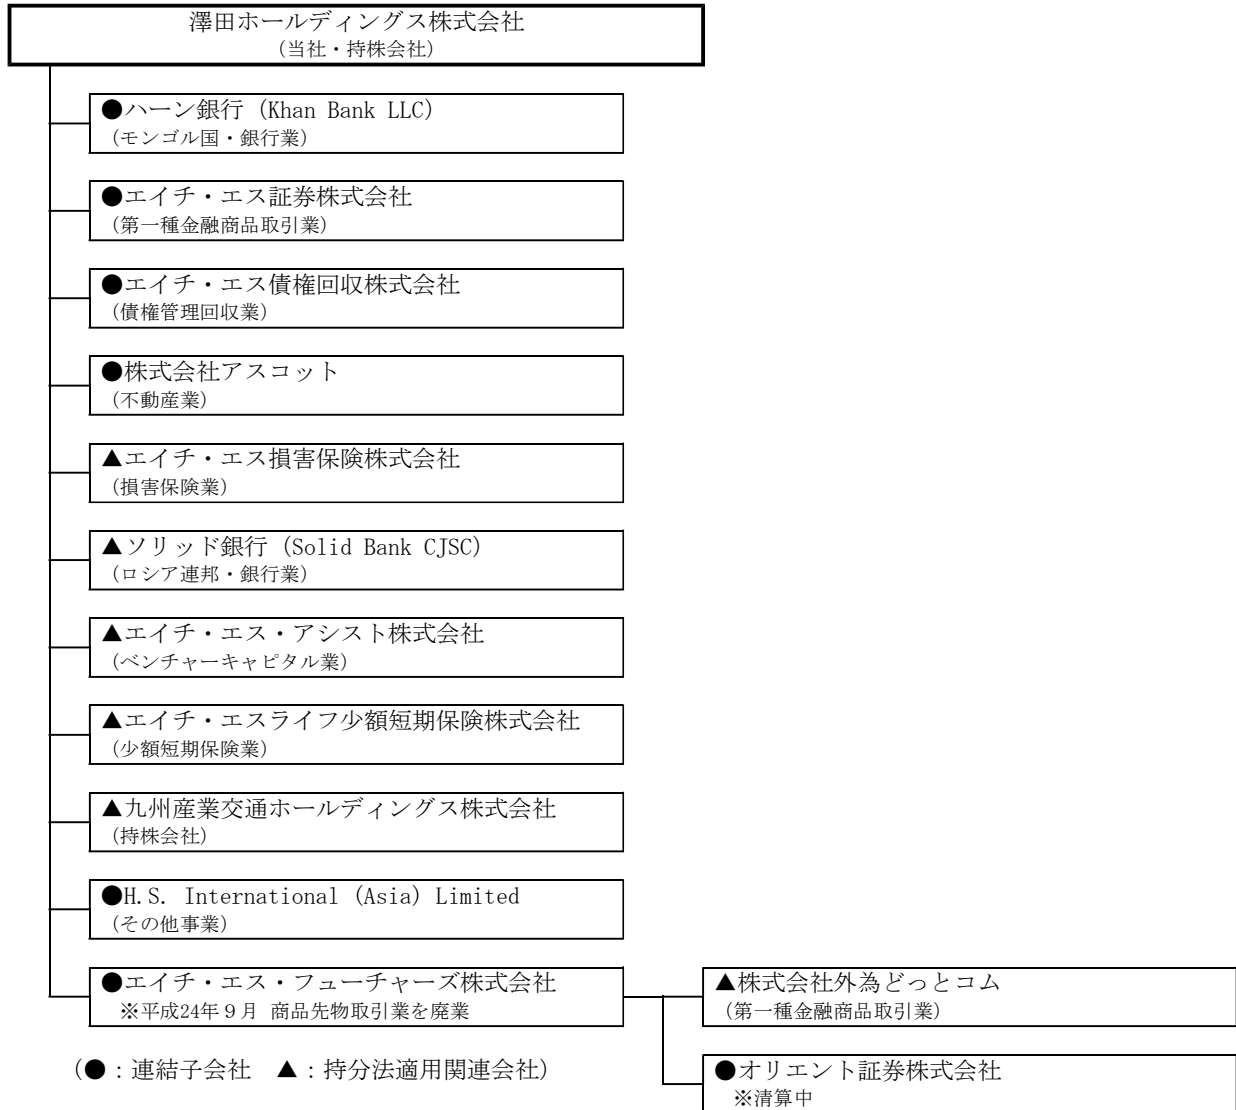 澤田ホールディングス株式会社
(当社・持株会社)
●ハーン銀行 (Khan Bank LLC)
(モンゴル国・銀行業)
●エイチ・エス証券株式会社
(第一種金融商品取引業)
●エイチ・エス債権回収株式会社
(債権管理回収業)
●株式会社アスコット
(不動産業)
▲エイチ・エス損害保険株式会社
(損害保険業)
▲ソリッド銀行 (Solid Bank CJSC)
(ロシア連邦・銀行業)
▲エイチ・エス・アシスト株式会社
(ベンチャーキャピタル業)
▲エイチ・エスライフ少額短期保険株式会社
(少額短期保険業)
▲九州産業交通ホールディングス株式会社
(持株会社)
●H.S. International (Asia) Limited
(その他事業)
●エイチ・エス・フューチャーズ株式会社
※平成24年9月 商品先物取引業を廃業
▲株式会社外為どっとコム
(第一種金融商品取引業)
●オリエント証券株式会社
※清算中
(●：連結子会社 ▲：持分法適用関連会社)